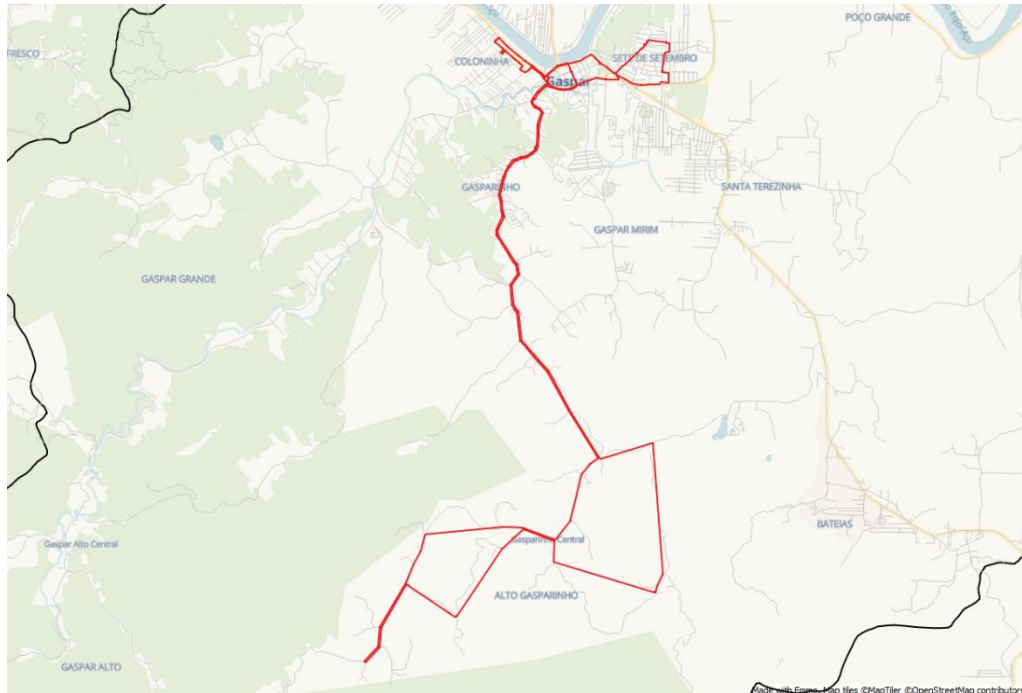 POÇO GRANDE
FRESCO
COLONINHA
SETE DE SETEMBRO
Gaspar
GASPARINHO
SANTA TEREZINHA
GASPAR MIRIM
GASPAR GRANDE
BATEIAS
Gasparinho Central
Gaspar Alto Central
ALTO GASPARINHO
GASPAR ALTO
Made with Emme, Map tiles ©MapTiler ©OpenStreetMap contributors